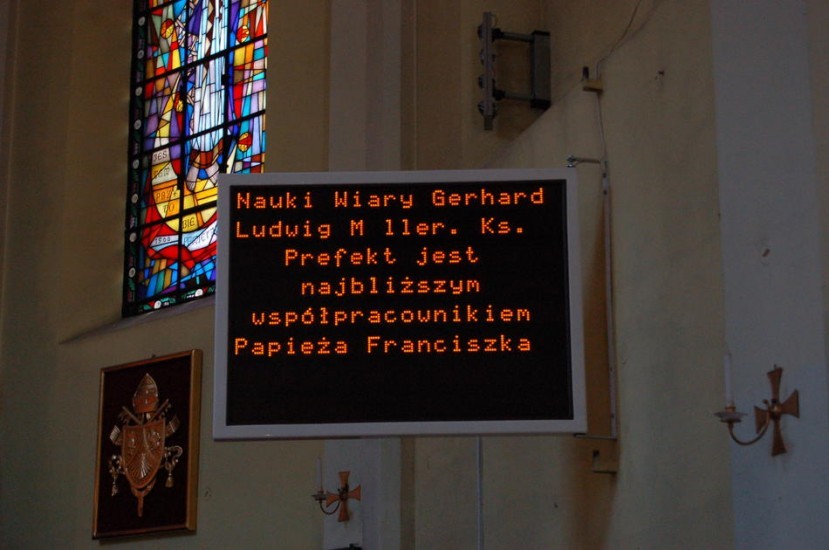 Nauki Wiary Gerhard
Ludwig M ller. Ks.
Prefekt jest
najbliższym
współpracownikiem
Papieża Franciszka